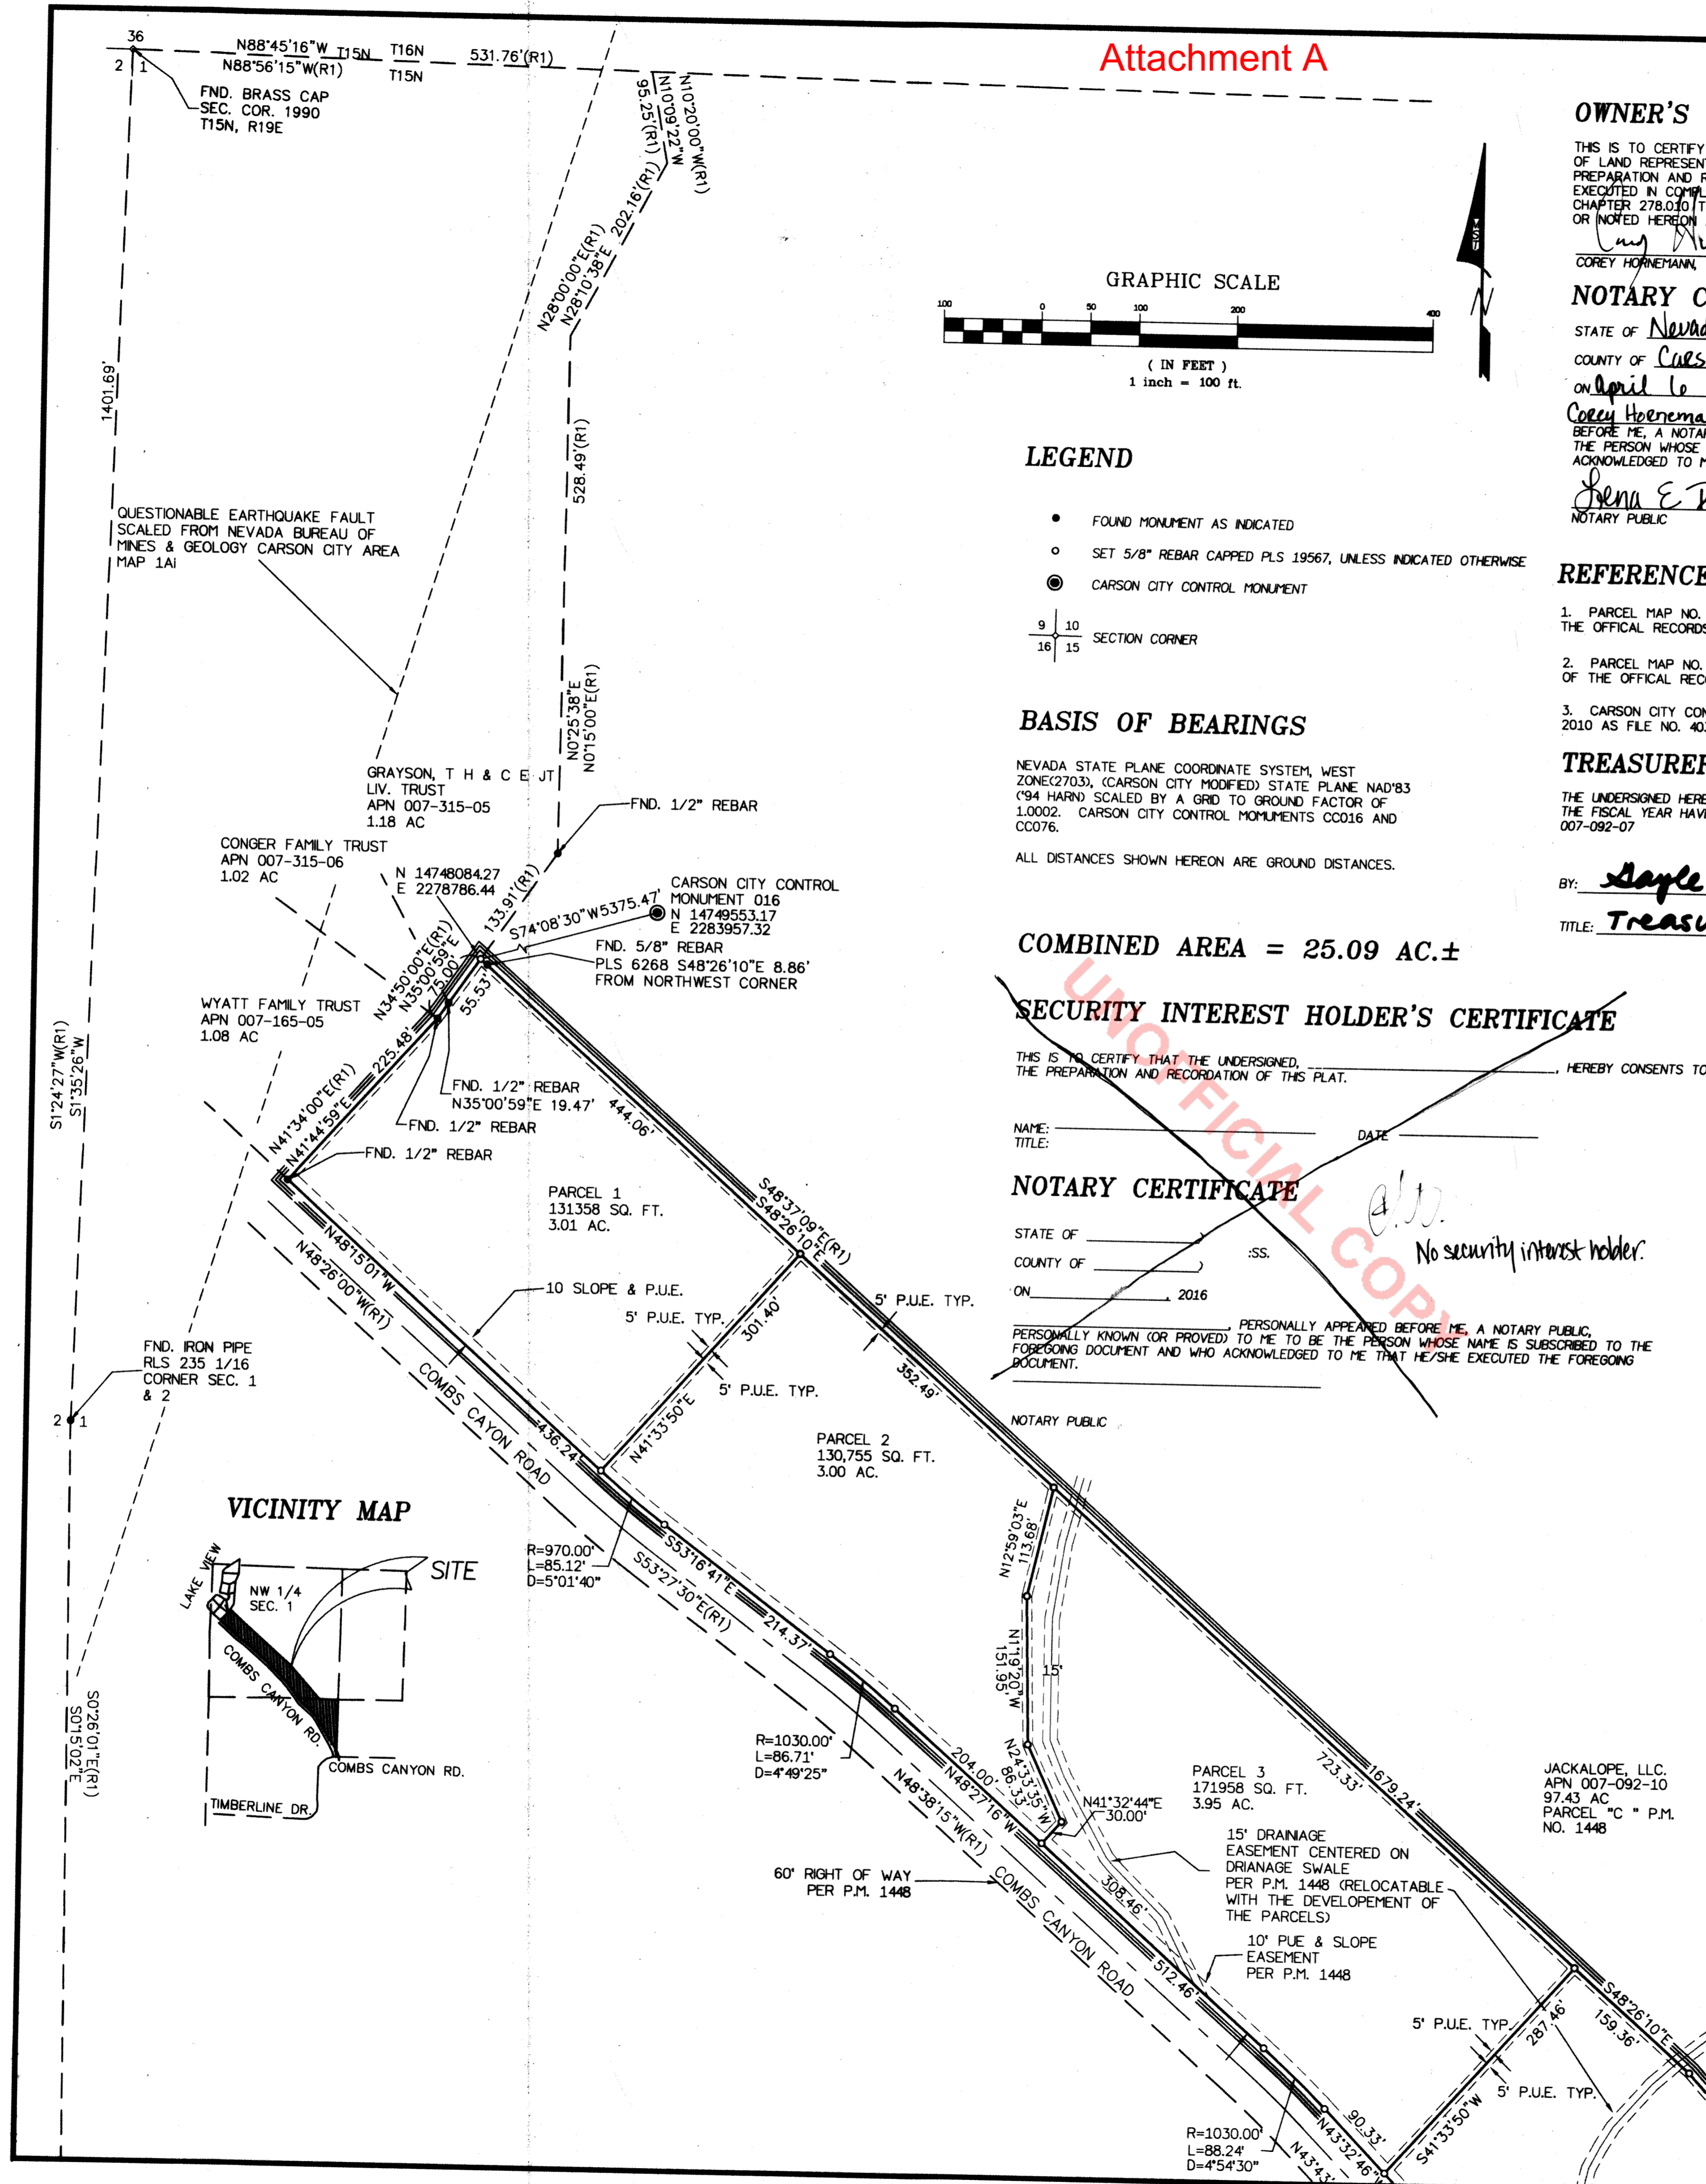 Attachment A
36
2 1
N88°45'16"W T15N T16N 531.76'(R1)
N88°56'15"W(R1) T15N
FND. BRASS CAP
SEC. COR. 1990
T15N, R19E
N10°20'00"W(R1)
N10°09'22"W
95.25'(R1)
N28°00'00"E(R1)
N28°10'38"E 202.16'(R1)
1401.69'
528.49'(R1)
N0°25'38"E
N0°15'00"E(R1)
QUESTIONABLE EARTHQUAKE FAULT
SCALED FROM NEVADA BUREAU OF
MINES & GEOLOGY CARSON CITY AREA
MAP 1Ai
GRAPHIC SCALE
100 0 50 100 200 400
( IN FEET )
1 inch = 100 ft.
N
LEGEND
FOUND MONUMENT AS INDICATED
SET 5/8" REBAR CAPPED PLS 19567, UNLESS INDICATED OTHERWISE
CARSON CITY CONTROL MONUMENT
9 10
16 15
SECTION CORNER
BASIS OF BEARINGS
NEVADA STATE PLANE COORDINATE SYSTEM, WEST
ZONE(2703), (CARSON CITY MODIFIED) STATE PLANE NAD'83
('94 HARN) SCALED BY A GRID TO GROUND FACTOR OF
1.0002. CARSON CITY CONTROL MOMUMENTS CC016 AND
CC076.
ALL DISTANCES SHOWN HEREON ARE GROUND DISTANCES.
COMBINED AREA = 25.09 AC.±
SECURITY INTEREST HOLDER'S CERTIFICATE
THIS IS TO CERTIFY THAT THE UNDERSIGNED, , HEREBY CONSENTS TO
THE PREPARATION AND RECORDATION OF THIS PLAT.
NAME: DATE
TITLE:
NOTARY CERTIFICATE
STATE OF )
:SS.
COUNTY OF )
ON , 2016
No security interest holder.
, PERSONALLY APPEARED BEFORE ME, A NOTARY PUBLIC,
PERSONALLY KNOWN (OR PROVED) TO ME TO BE THE PERSON WHOSE NAME IS SUBSCRIBED TO THE
FOREGOING DOCUMENT AND WHO ACKNOWLEDGED TO ME THAT HE/SHE EXECUTED THE FOREGOING
DOCUMENT.
NOTARY PUBLIC
UNOFFICIAL COPY
OWNER'S
THIS IS TO CERTIFY
OF LAND REPRESEN
PREPARATION AND
EXECUTED IN COMPL
CHAPTER 278.010 T
OR NOTED HEREON
COREY HORNEMANN,
NOTARY C
STATE OF Nevad
COUNTY OF Cars
ON April 6
Corey Hornema
BEFORE ME, A NOTAR
THE PERSON WHOSE
ACKNOWLEDGED TO M
Lena E
NOTARY PUBLIC
REFERENCE
1. PARCEL MAP NO.
THE OFFICAL RECORDS
2. PARCEL MAP NO.
OF THE OFFICAL RECO
3. CARSON CITY CON
2010 AS FILE NO. 40
TREASURER
THE UNDERSIGNED HERE
THE FISCAL YEAR HAV
007-092-07
BY: Gayle
TITLE: Treasu
GRAYSON, T H & C E JT
LIV. TRUST
APN 007-315-05
1.18 AC
FND. 1/2" REBAR
CONGER FAMILY TRUST
APN 007-315-06
1.02 AC
N 14748084.27
E 2278786.44
133.91'(R1)
S74°08'30"W5375.47'
CARSON CITY CONTROL
MONUMENT 016
N 14749553.17
E 2283957.32
FND. 5/8" REBAR
PLS 6268 S48°26'10"E 8.86'
FROM NORTHWEST CORNER
N34°50'00"E(R1)
N35°00'59"E
75.00'
55.53'
WYATT FAMILY TRUST
APN 007-165-05
1.08 AC
225.48'
N41°34'00"E(R1)
N41°44'59"E
FND. 1/2" REBAR
N35°00'59"E 19.47'
FND. 1/2" REBAR
FND. 1/2" REBAR
S1°24'27"W(R1)
S1°35'26"W
444.06'
PARCEL 1
131358 SQ. FT.
3.01 AC.
S48°37'09"E(R1)
S48°26'10"E
N48°15'01"W
N48°26'00"W(R1)
10 SLOPE & P.U.E.
5' P.U.E. TYP.
301.40'
5' P.U.E. TYP.
5' P.U.E. TYP.
352.49'
N41°33'50"E
FND. IRON PIPE
RLS 235 1/16
CORNER SEC. 1
& 2
2 1
COMBS CAYON ROAD
436.24'
PARCEL 2
130,755 SQ. FT.
3.00 AC.
VICINITY MAP
LAKE VIEW
NW 1/4
SEC. 1
SITE
COMBS CANYON RD.
COMBS CANYON RD.
TIMBERLINE DR.
S0°26'01"E(R1)
S0°15'02"E
R=970.00'
L=85.12'
D=5°01'40"
S53°16'41"E
S53°27'30"E(R1)
214.37'
N12°59'03"E
113.68'
N1°19'20"W
151.95'
15'
R=1030.00'
L=86.71'
D=4°49'25"
204.00'
N48°27'16"W
N48°38'15"W(R1)
N24°33'35"W
86.33'
N41°32'44"E
30.00'
PARCEL 3
171958 SQ. FT.
3.95 AC.
723.33'
1679.24'
JACKALOPE, LLC.
APN 007-092-10
97.43 AC
PARCEL "C " P.M.
NO. 1448
15' DRAINAGE
EASEMENT CENTERED ON
DRIANAGE SWALE
PER P.M. 1448 (RELOCATABLE
WITH THE DEVELOPEMENT OF
THE PARCELS)
60' RIGHT OF WAY
PER P.M. 1448
COMBS CANYON ROAD
308.46'
10' PUE & SLOPE
EASEMENT
PER P.M. 1448
512.46'
S48°26'10"E
159.36'
5' P.U.E. TYP.
287.46'
5' P.U.E. TYP.
S41°33'50"W
90.33'
N43°32'46"W
N43°43'
R=1030.00'
L=88.24'
D=4°54'30"